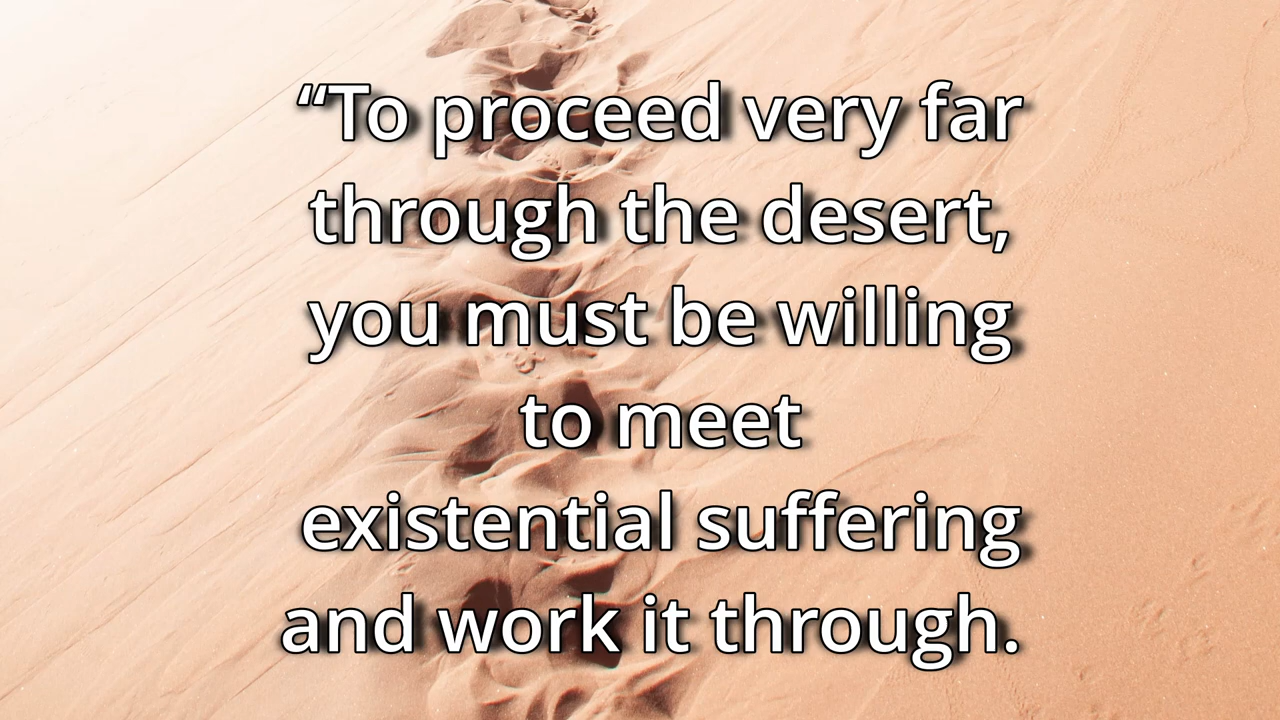 “To proceed very far
through the desert,
you must be willing
to meet
existential suffering
and work it through.